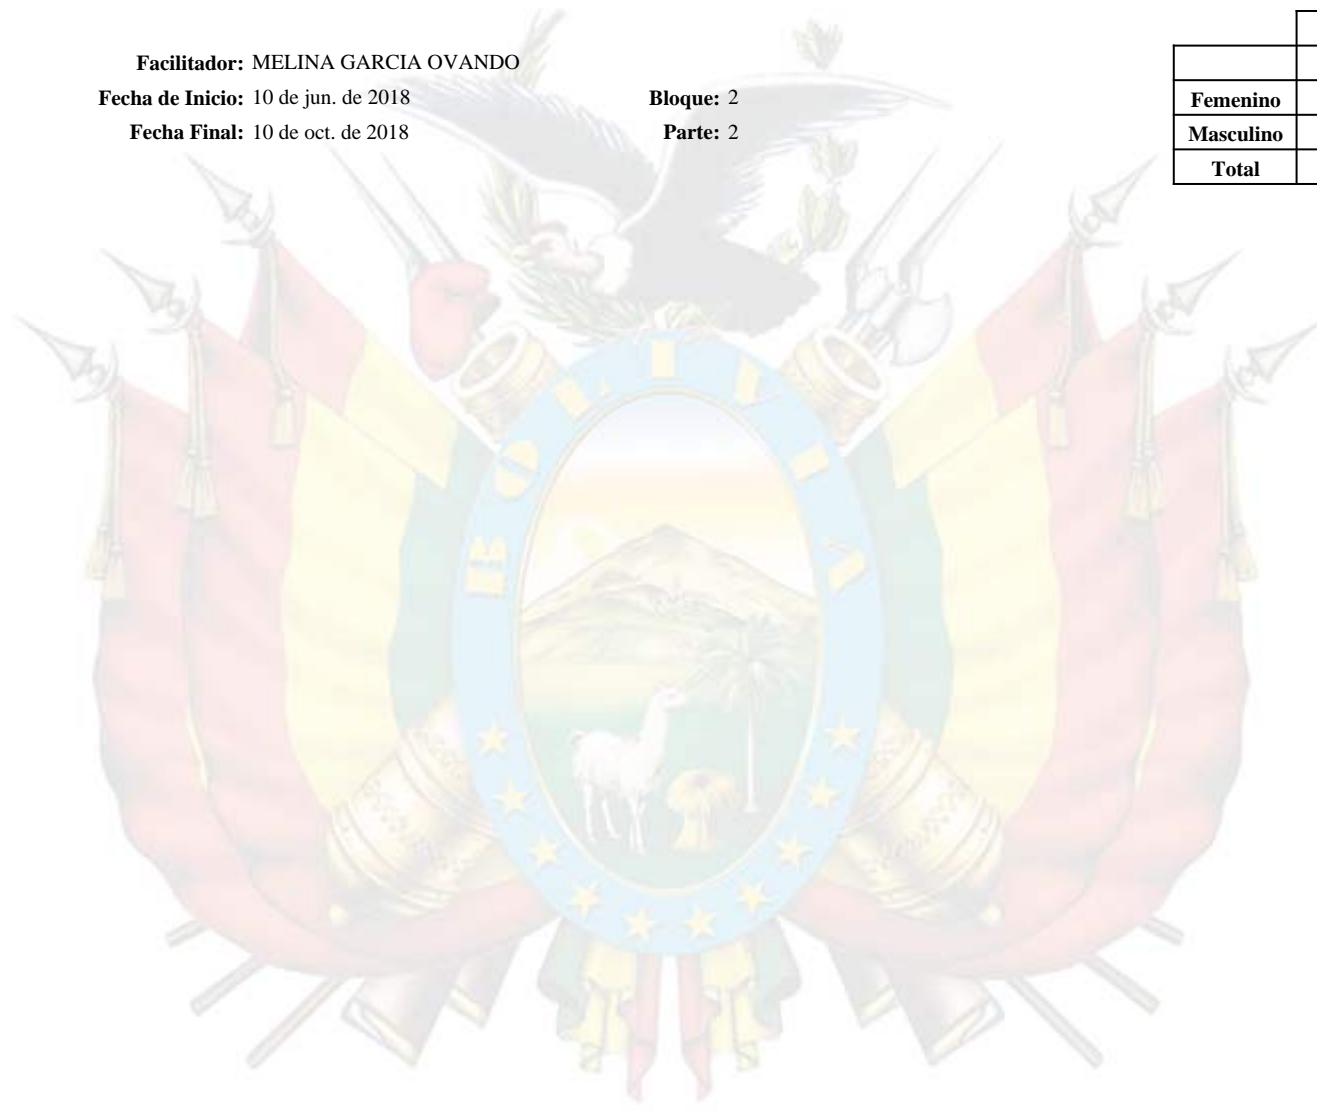 Facilitador: MELINA GARCIA OVANDO
Fecha de Inicio: 10 de jun. de 2018 Bloque: 2
Fecha Final: 10 de oct. de 2018 Parte: 2
Femenino
Masculino
Total
BOLIVIA